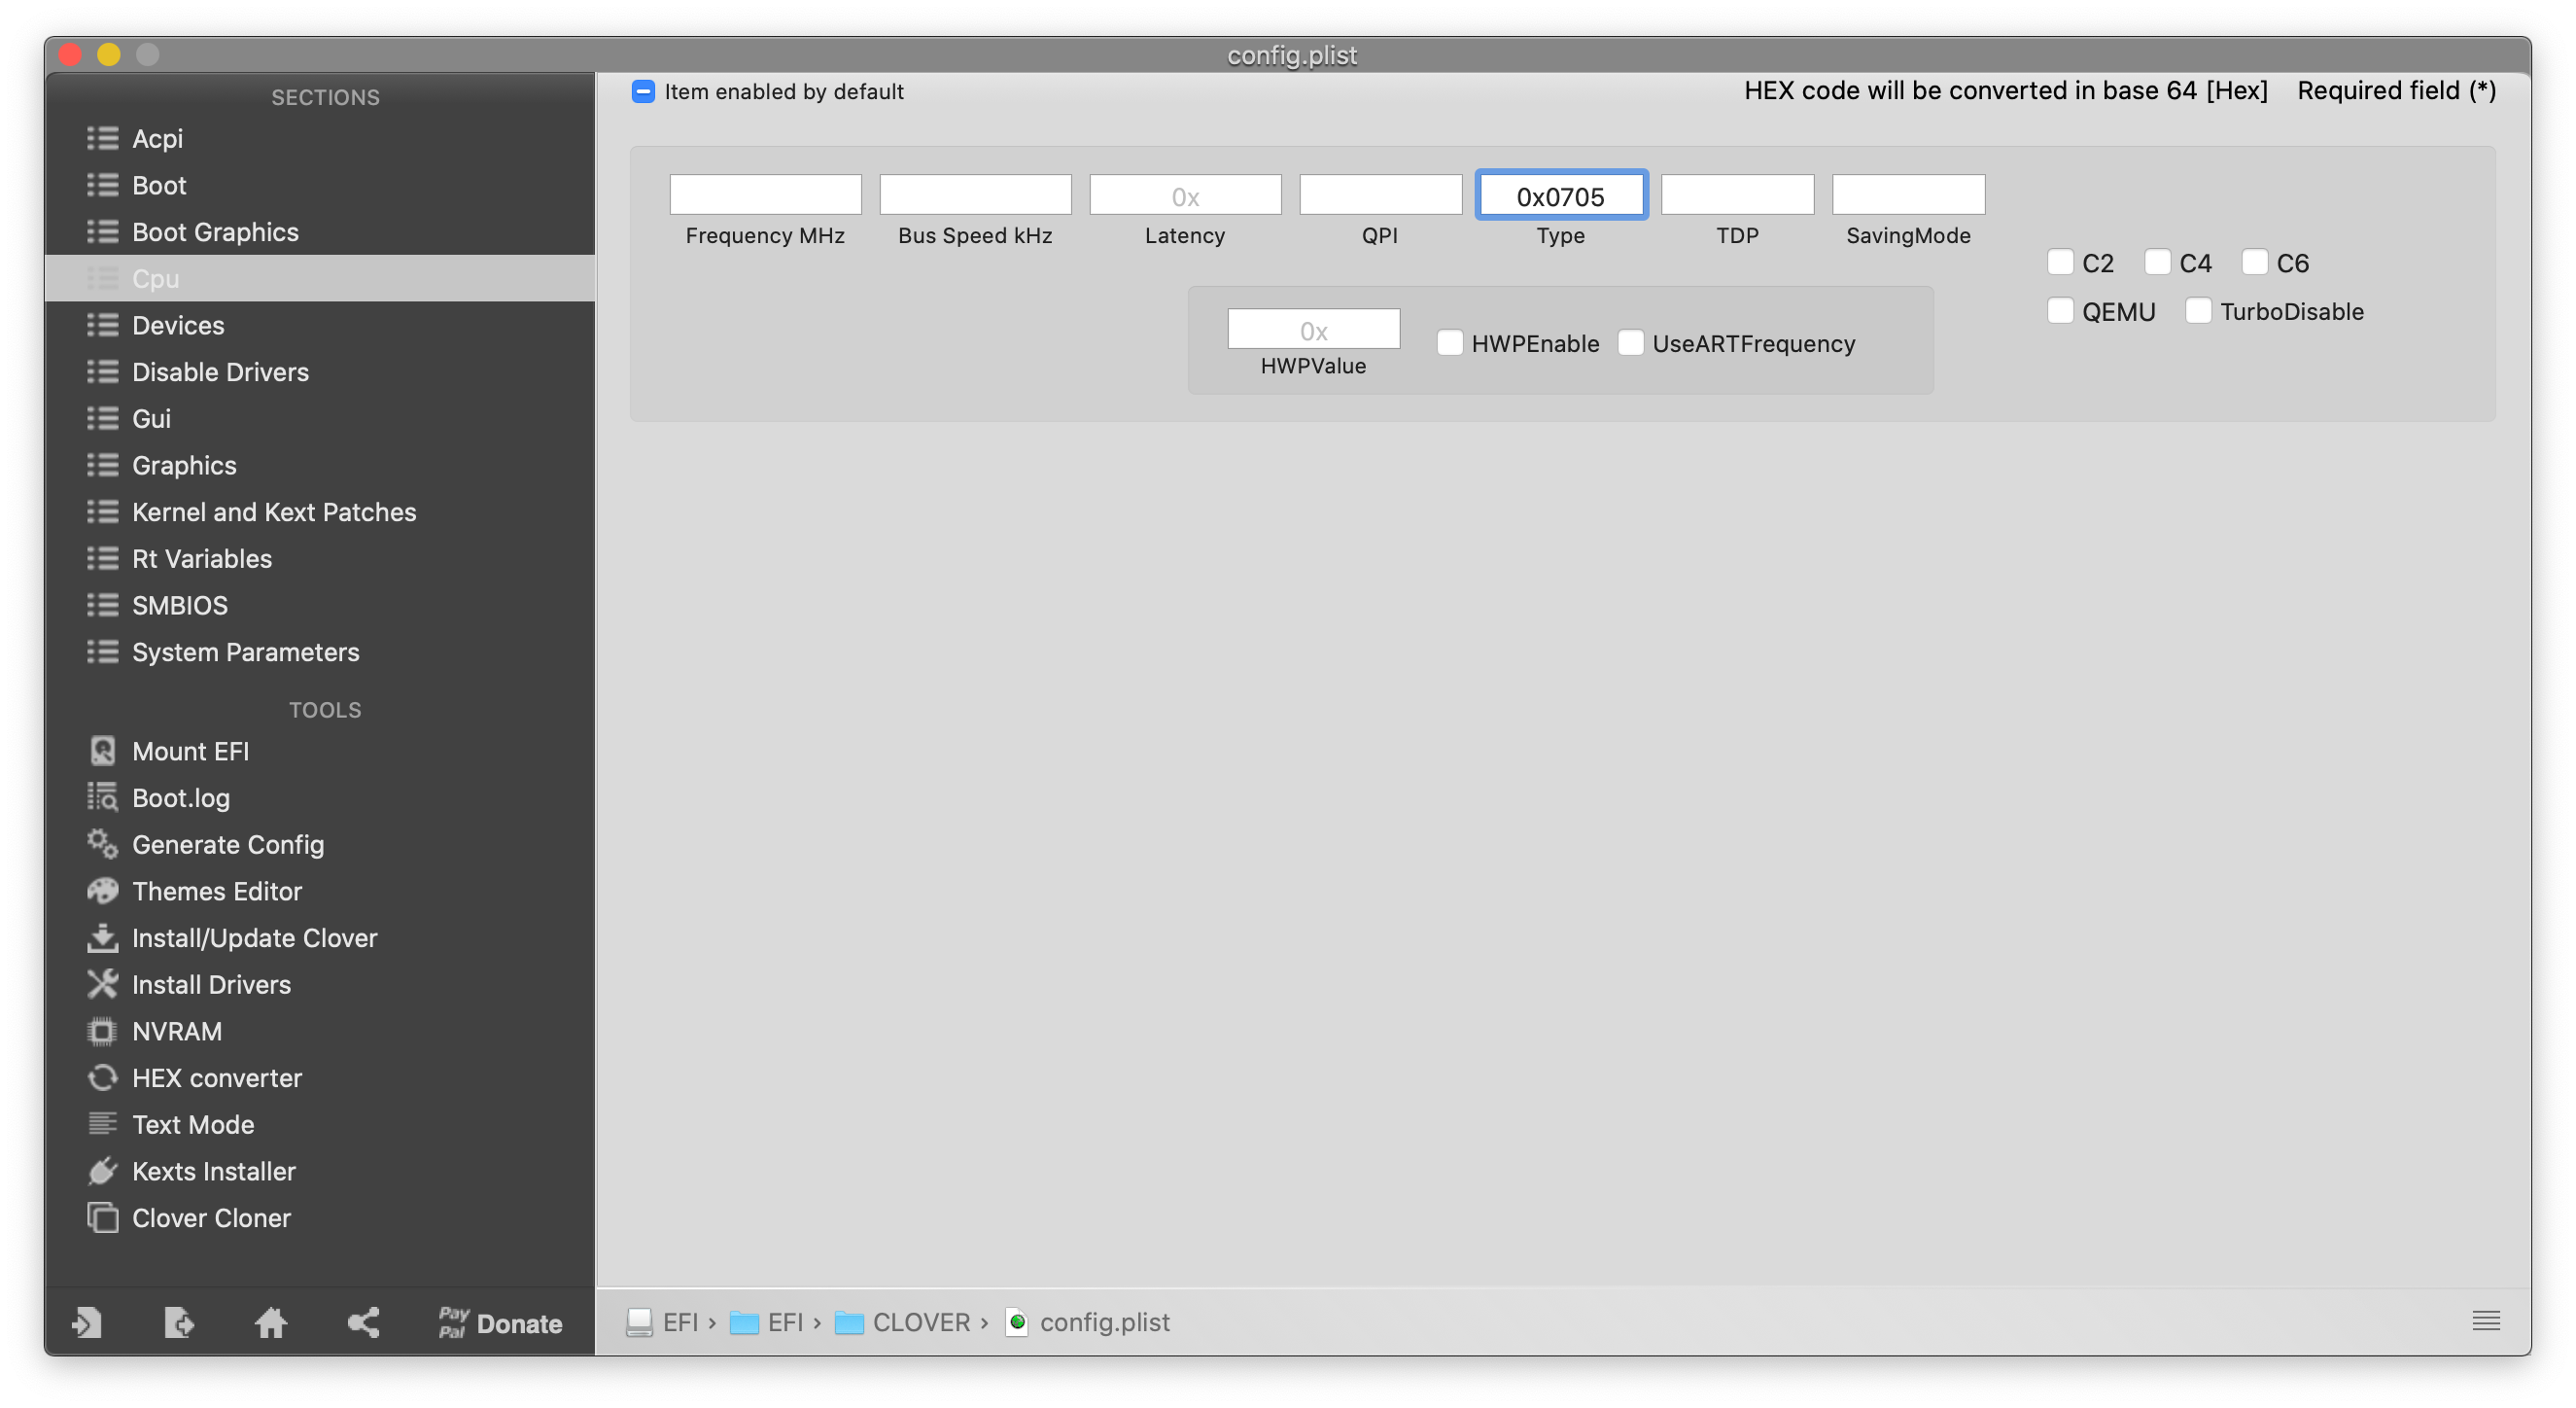 config.plist
SECTIONS
Acpi
Boot
Boot Graphics
Cpu
Devices
Disable Drivers
Gui
Graphics
Kernel and Kext Patches
Rt Variables
SMBIOS
System Parameters
TOOLS
Mount EFI
Boot.log
Generate Config
Themes Editor
Install/Update Clover
Install Drivers
NVRAM
HEX converter
Text Mode
Kexts Installer
Clover Cloner
Pay
Pal
Donate
Item enabled by default
HEX code will be converted in base 64 [Hex] Required field (*)
0x 0x0705
Frequency MHz Bus Speed kHz Latency QPI Type TDP SavingMode
C2 C4 C6
QEMU TurboDisable
0x
HWPValue
HWPEnable UseARTFrequency
EFI › EFI › CLOVER › config.plist